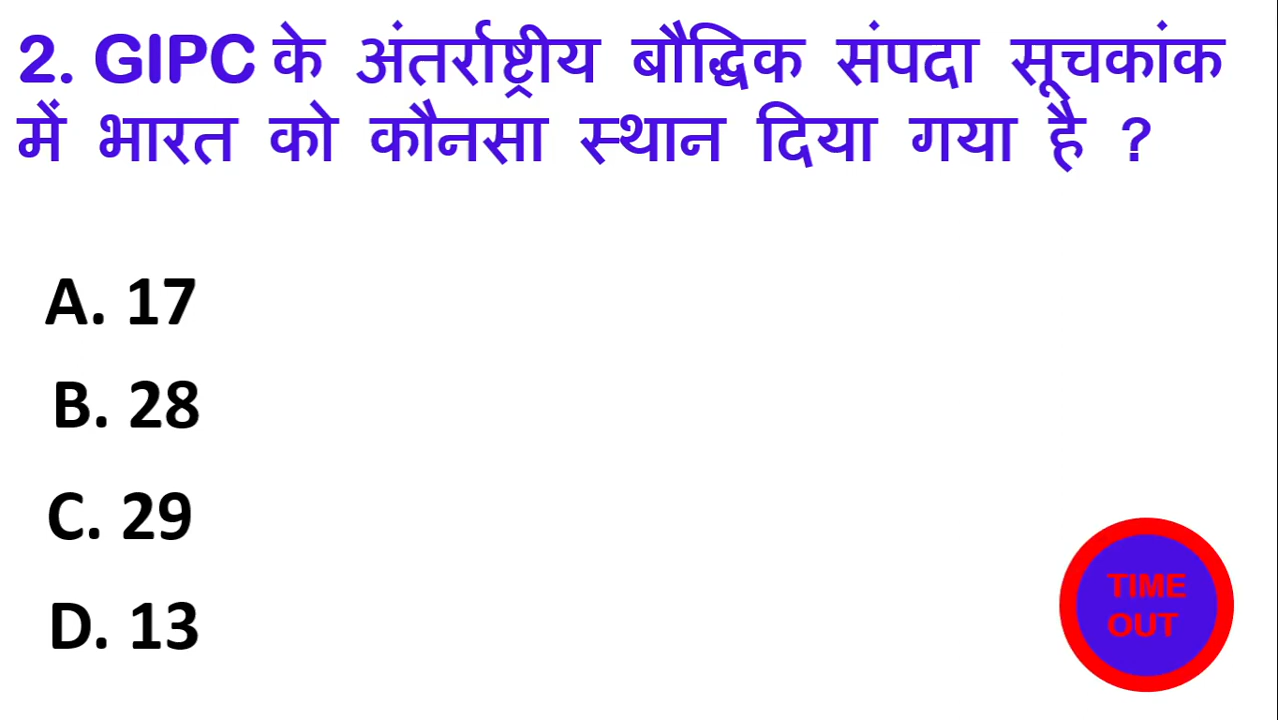 2. GIPC के अंतर्राष्ट्रीय बौद्धिक संपदा सूचकांक
में भारत को कौनसा स्थान दिया गया है ?
A. 17
B. 28
C. 29
D. 13
TIME
OUT